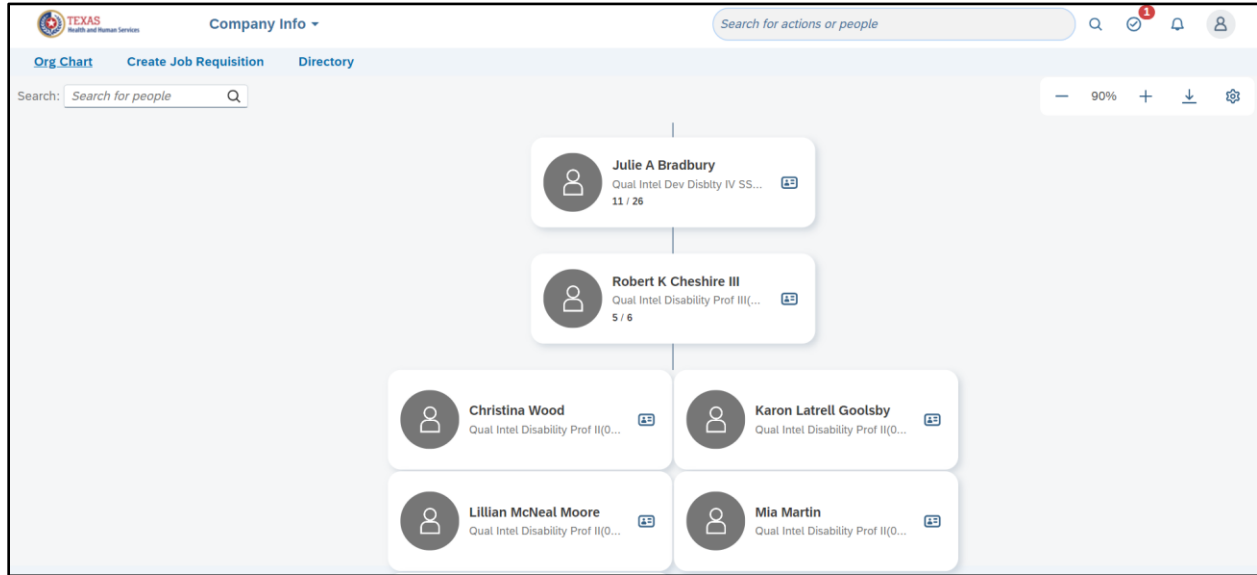 TEXAS
Health and Human Services
Company Info
Search for actions or people
1
Org Chart
Create Job Requisition
Directory
Search:
Search for people
90%
Julie A Bradbury
Qual Intel Dev Disblty IV SS...
11 / 26
Robert K Cheshire III
Qual Intel Disability Prof III(...
5 / 6
Christina Wood
Qual Intel Disability Prof II(0...
Karon Latrell Goolsby
Qual Intel Disability Prof II(0...
Lillian McNeal Moore
Qual Intel Disability Prof II(0...
Mia Martin
Qual Intel Disability Prof II(0...